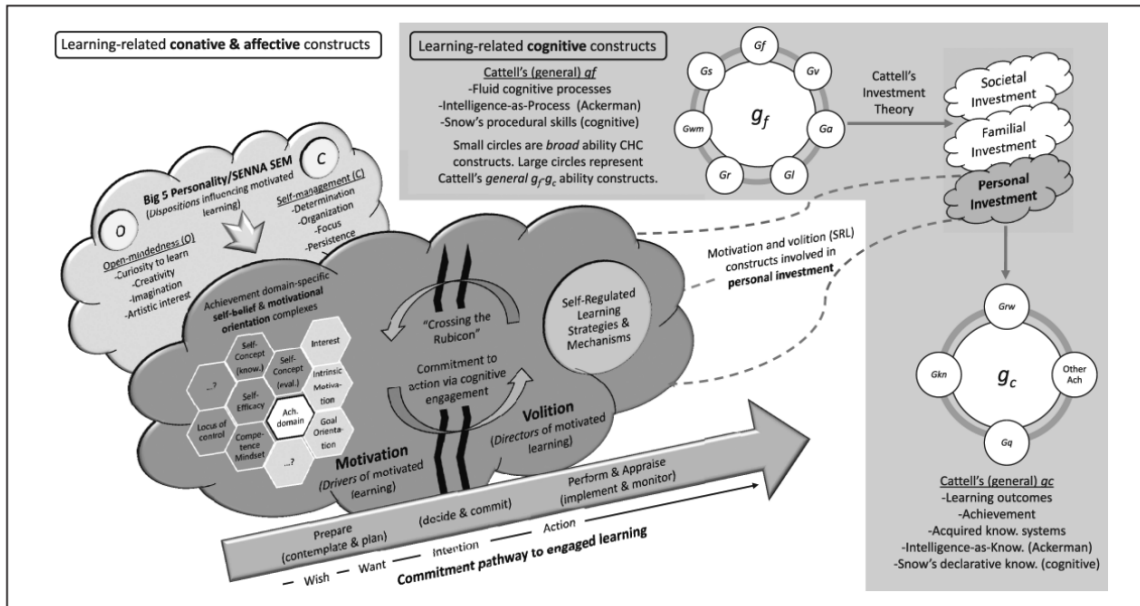 Learning-related conative & affective constructs
Learning-related cognitive constructs
Cattell's (general) gf
-Fluid cognitive processes
-Intelligence-as-Process (Ackerman)
-Snow's procedural skills (cognitive)
Small circles are broad ability CHC
constructs. Large circles represent
Cattell's general gf-gc ability constructs.
Gf
Gv
Ga
Gl
Gr
Gwm
Gs
gf
Cattell's
Investment
Theory
Societal
Investment
Familial
Investment
Personal
Investment
C
Big 5 Personality/SENNA SEM
(Dispositions influencing motivated
learning)
Self-management (C)
-Determination
-Organization
-Focus
-Persistence
O
Open-mindedness (O)
-Curiosity to learn
-Creativity
-Imagination
-Artistic interest
Achievement domain-specific
self-belief & motivational
orientation complexes
Self-
Concept
(know.)
Self-
Concept
(eval.)
Interest
...?
Self-
Efficacy
Intrinsic
Motiva-
tion
Ach.
domain
Locus of
control
Compe-
tence
Mindset
Goal
Orienta-
tion
...?
"Crossing the
Rubicon"
Commitment to
action via cognitive
engagement
Self-Regulated
Learning
Strategies &
Mechanisms
Motivation and volition (SRL)
constructs involved in
personal investment
Motivation
(Drivers of motivated
learning)
Volition
(Directors of motivated
learning)
Prepare
(contemplate & plan)
(decide & commit)
Perform & Appraise
(implement & monitor)
Wish
Want
Intention
Action
Commitment pathway to engaged learning
Grw
Gkn
Other
Ach
Gq
gc
Cattell's (general) gc
-Learning outcomes
-Achievement
-Acquired know. systems
-Intelligence-as-Know. (Ackerman)
-Snow's declarative know. (cognitive)